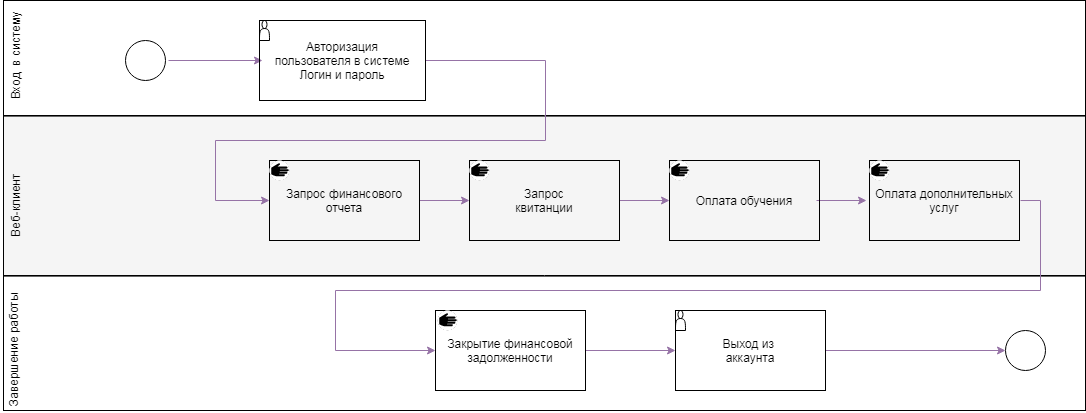 Вход в систему
Авторизация
пользователя в системе
Логин и пароль
Веб-клиент
Запрос финансового
отчета
Запрос
квитанции
Оплата обучения
Оплата дополнительных
услуг
Завершение работы
Закрытие финансовой
задолженности
Выход из
аккаунта